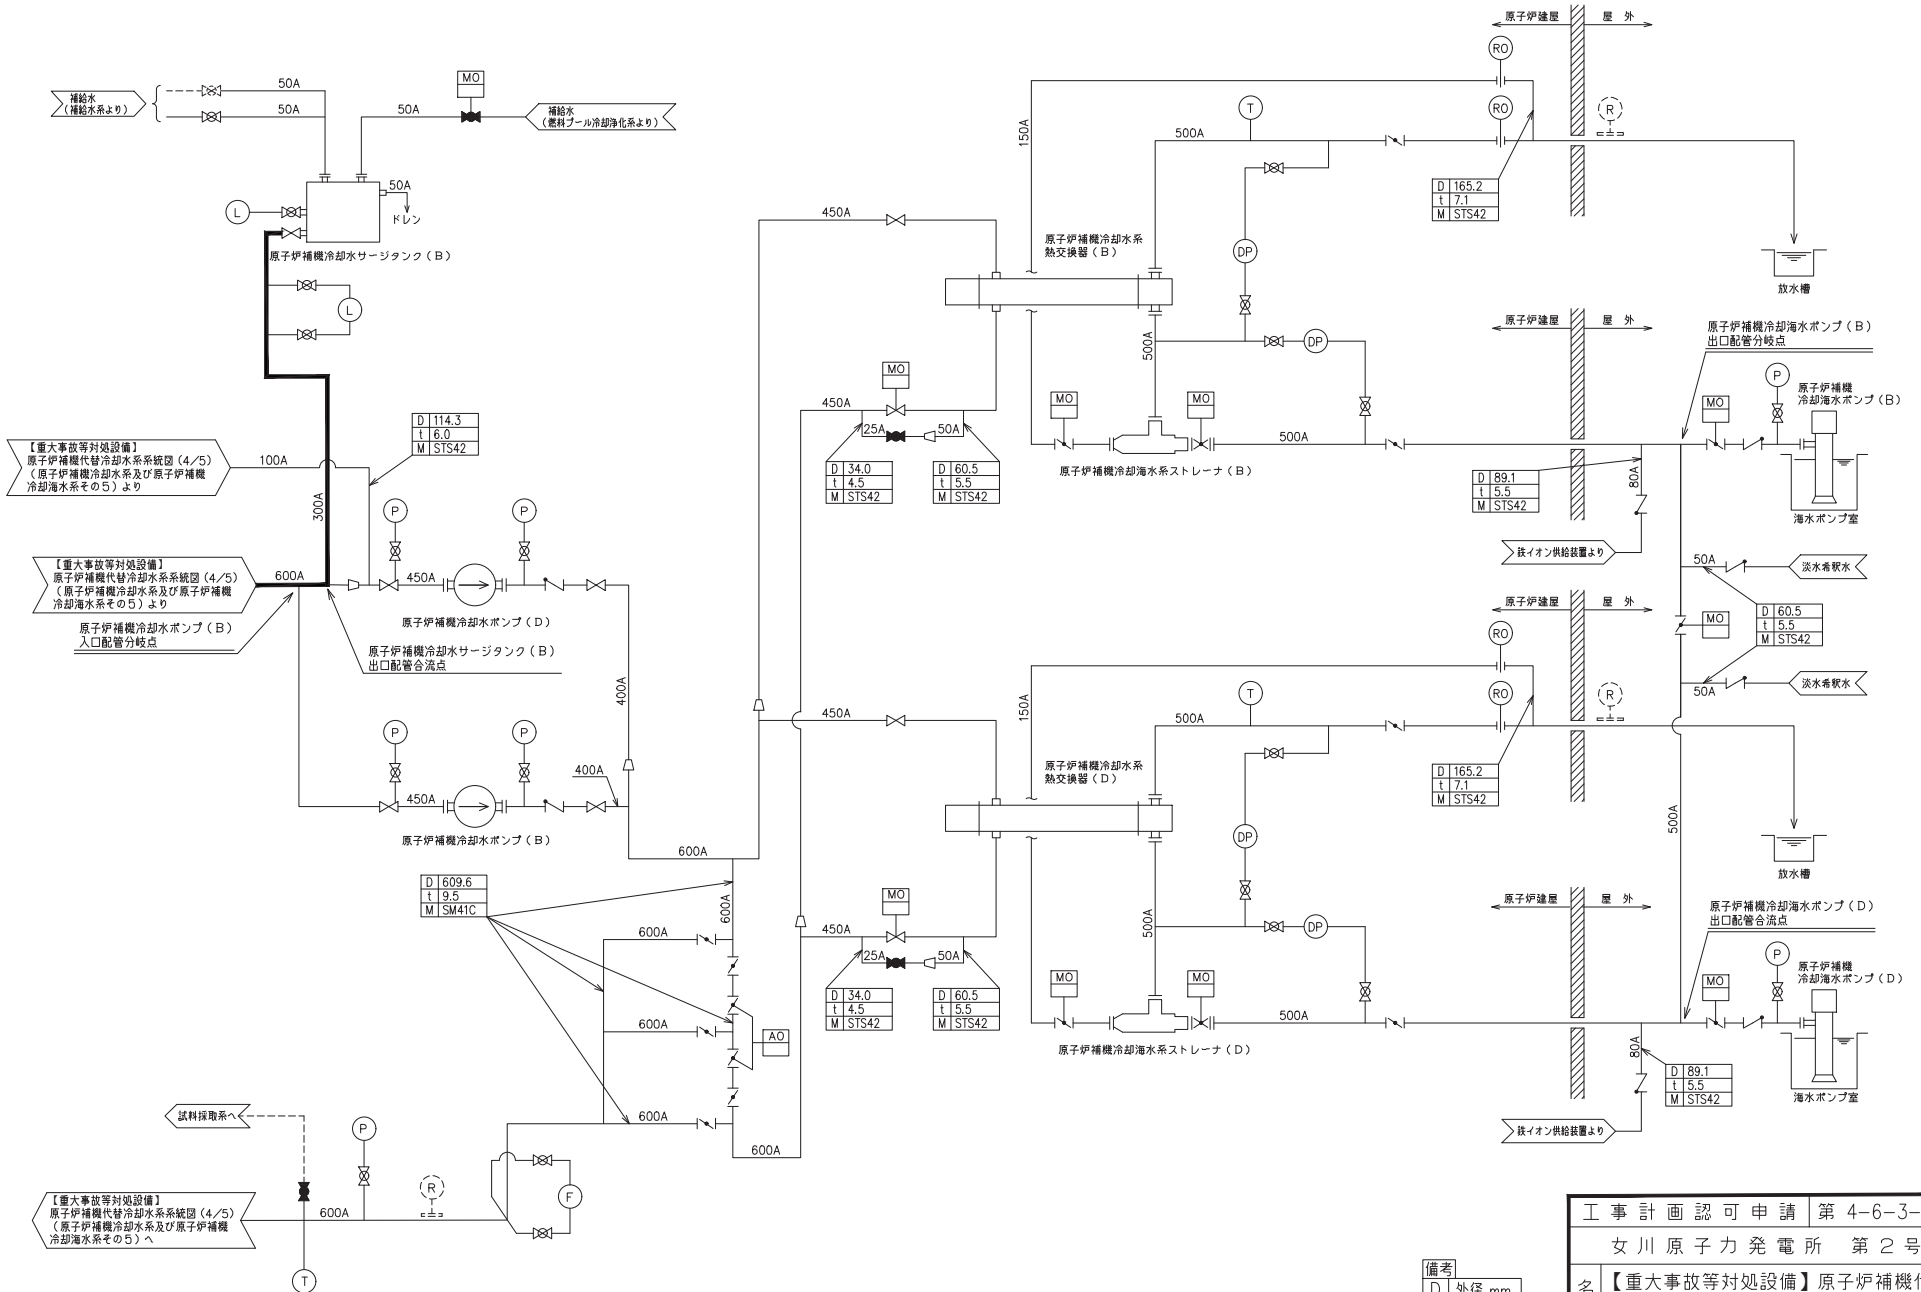 原子炉建屋
屋 外
RO
補給水
(補給水系より)
50A
50A
MO
50A
補給水
(燃料プール冷却浄化系より)
50A
ドレン
L
原子炉補機冷却水サージタンク(B)
L
150A
T
500A
RO
R
D 165.2
t 7.1
M STS42
450A
原子炉補機冷却水系
熱交換器(B)
DP
放水槽
500A
DP
MO
450A
25A
50A
D 34.0
t 4.5
M STS42
D 60.5
t 5.5
M STS42
MO
MO
500A
原子炉補機冷却海水系ストレーナ(B)
原子炉建屋
屋 外
原子炉補機冷却海水ポンプ(B)
出口配管分岐点
MO
P
原子炉補機
冷却海水ポンプ(B)
海水ポンプ室
D 89.1
t 5.5
M STS42
80A
鉄イオン供給装置より
50A
淡水希釈水
D 60.5
t 5.5
M STS42
MO
50A
淡水希釈水
500A
【重大事故等対処設備】
原子炉補機代替冷却水系系統図(4/5)
(原子炉補機冷却水系及び原子炉補機
冷却海水系その5)より
100A
300A
D 114.3
t 6.0
M STS42
【重大事故等対処設備】
原子炉補機代替冷却水系系統図(4/5)
(原子炉補機冷却水系及び原子炉補機
冷却海水系その5)より
600A
P
P
450A
原子炉補機冷却水ポンプ(D)
原子炉補機冷却水ポンプ(B)
入口配管分岐点
原子炉補機冷却水サージタンク(B)
出口配管合流点
400A
P
P
450A
400A
原子炉補機冷却水ポンプ(B)
600A
D 609.6
t 9.5
M SM41C
600A
600A
600A
AO
600A
600A
原子炉建屋
屋 外
RO
150A
T
500A
RO
R
D 165.2
t 7.1
M STS42
450A
原子炉補機冷却水系
熱交換器(D)
DP
放水槽
500A
DP
MO
450A
25A
50A
D 34.0
t 4.5
M STS42
D 60.5
t 5.5
M STS42
MO
MO
500A
原子炉補機冷却海水系ストレーナ(D)
原子炉建屋
屋 外
原子炉補機冷却海水ポンプ(D)
出口配管合流点
MO
P
原子炉補機
冷却海水ポンプ(D)
海水ポンプ室
80A
D 89.1
t 5.5
M STS42
鉄イオン供給装置より
試料採取系へ
P
R
F
【重大事故等対処設備】
原子炉補機代替冷却水系系統図(4/5)
(原子炉補機冷却水系及び原子炉補機
冷却海水系その5)へ
600A
T
備考
D 外径 mm
工事計画認可申請 第 4-6-3-
女川原子力発電所 第2号
名 【重大事故等対処設備】原子炉補機